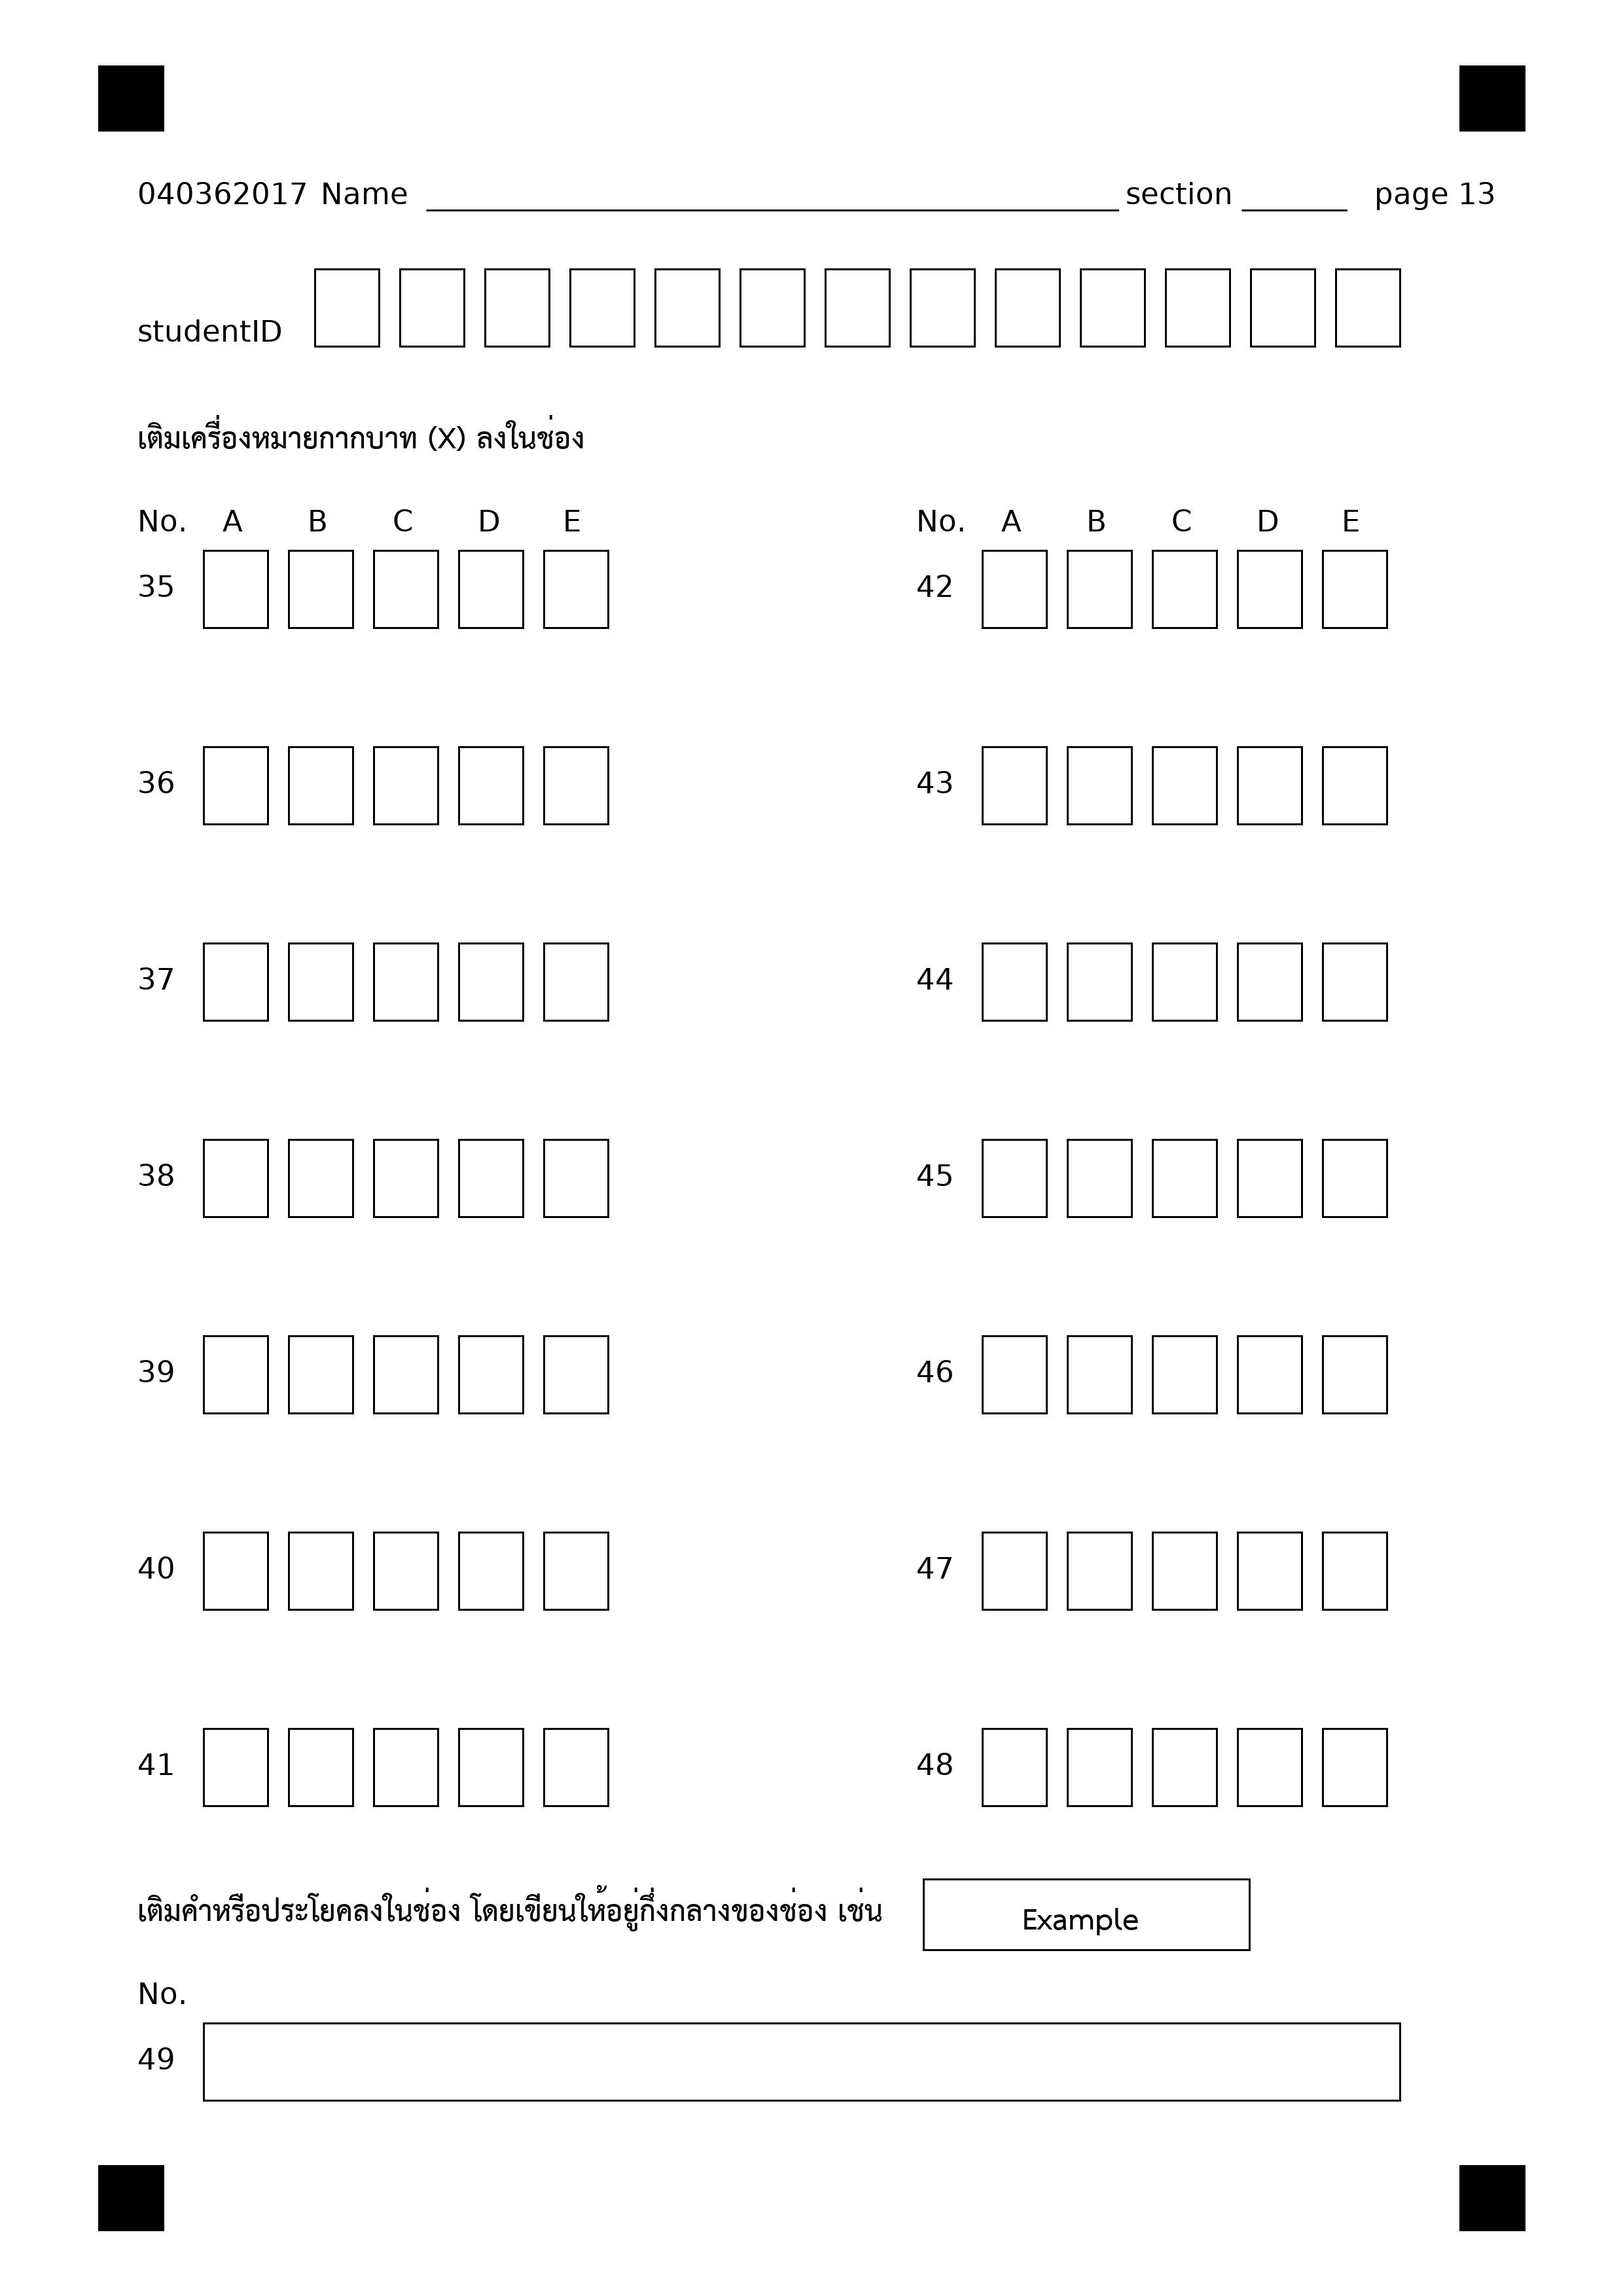 040362017 Name section page 13
studentID
เติมเครื่องหมายกากบาท (X) ลงในช่อง
No. A B C D E
35
36
37
38
39
40
41
No. A B C D E
42
43
44
45
46
47
48
เติมคำหรือประโยคลงในช่อง โดยเขียนให้อยู่กึ่งกลางของช่อง เช่น Example
No.
49